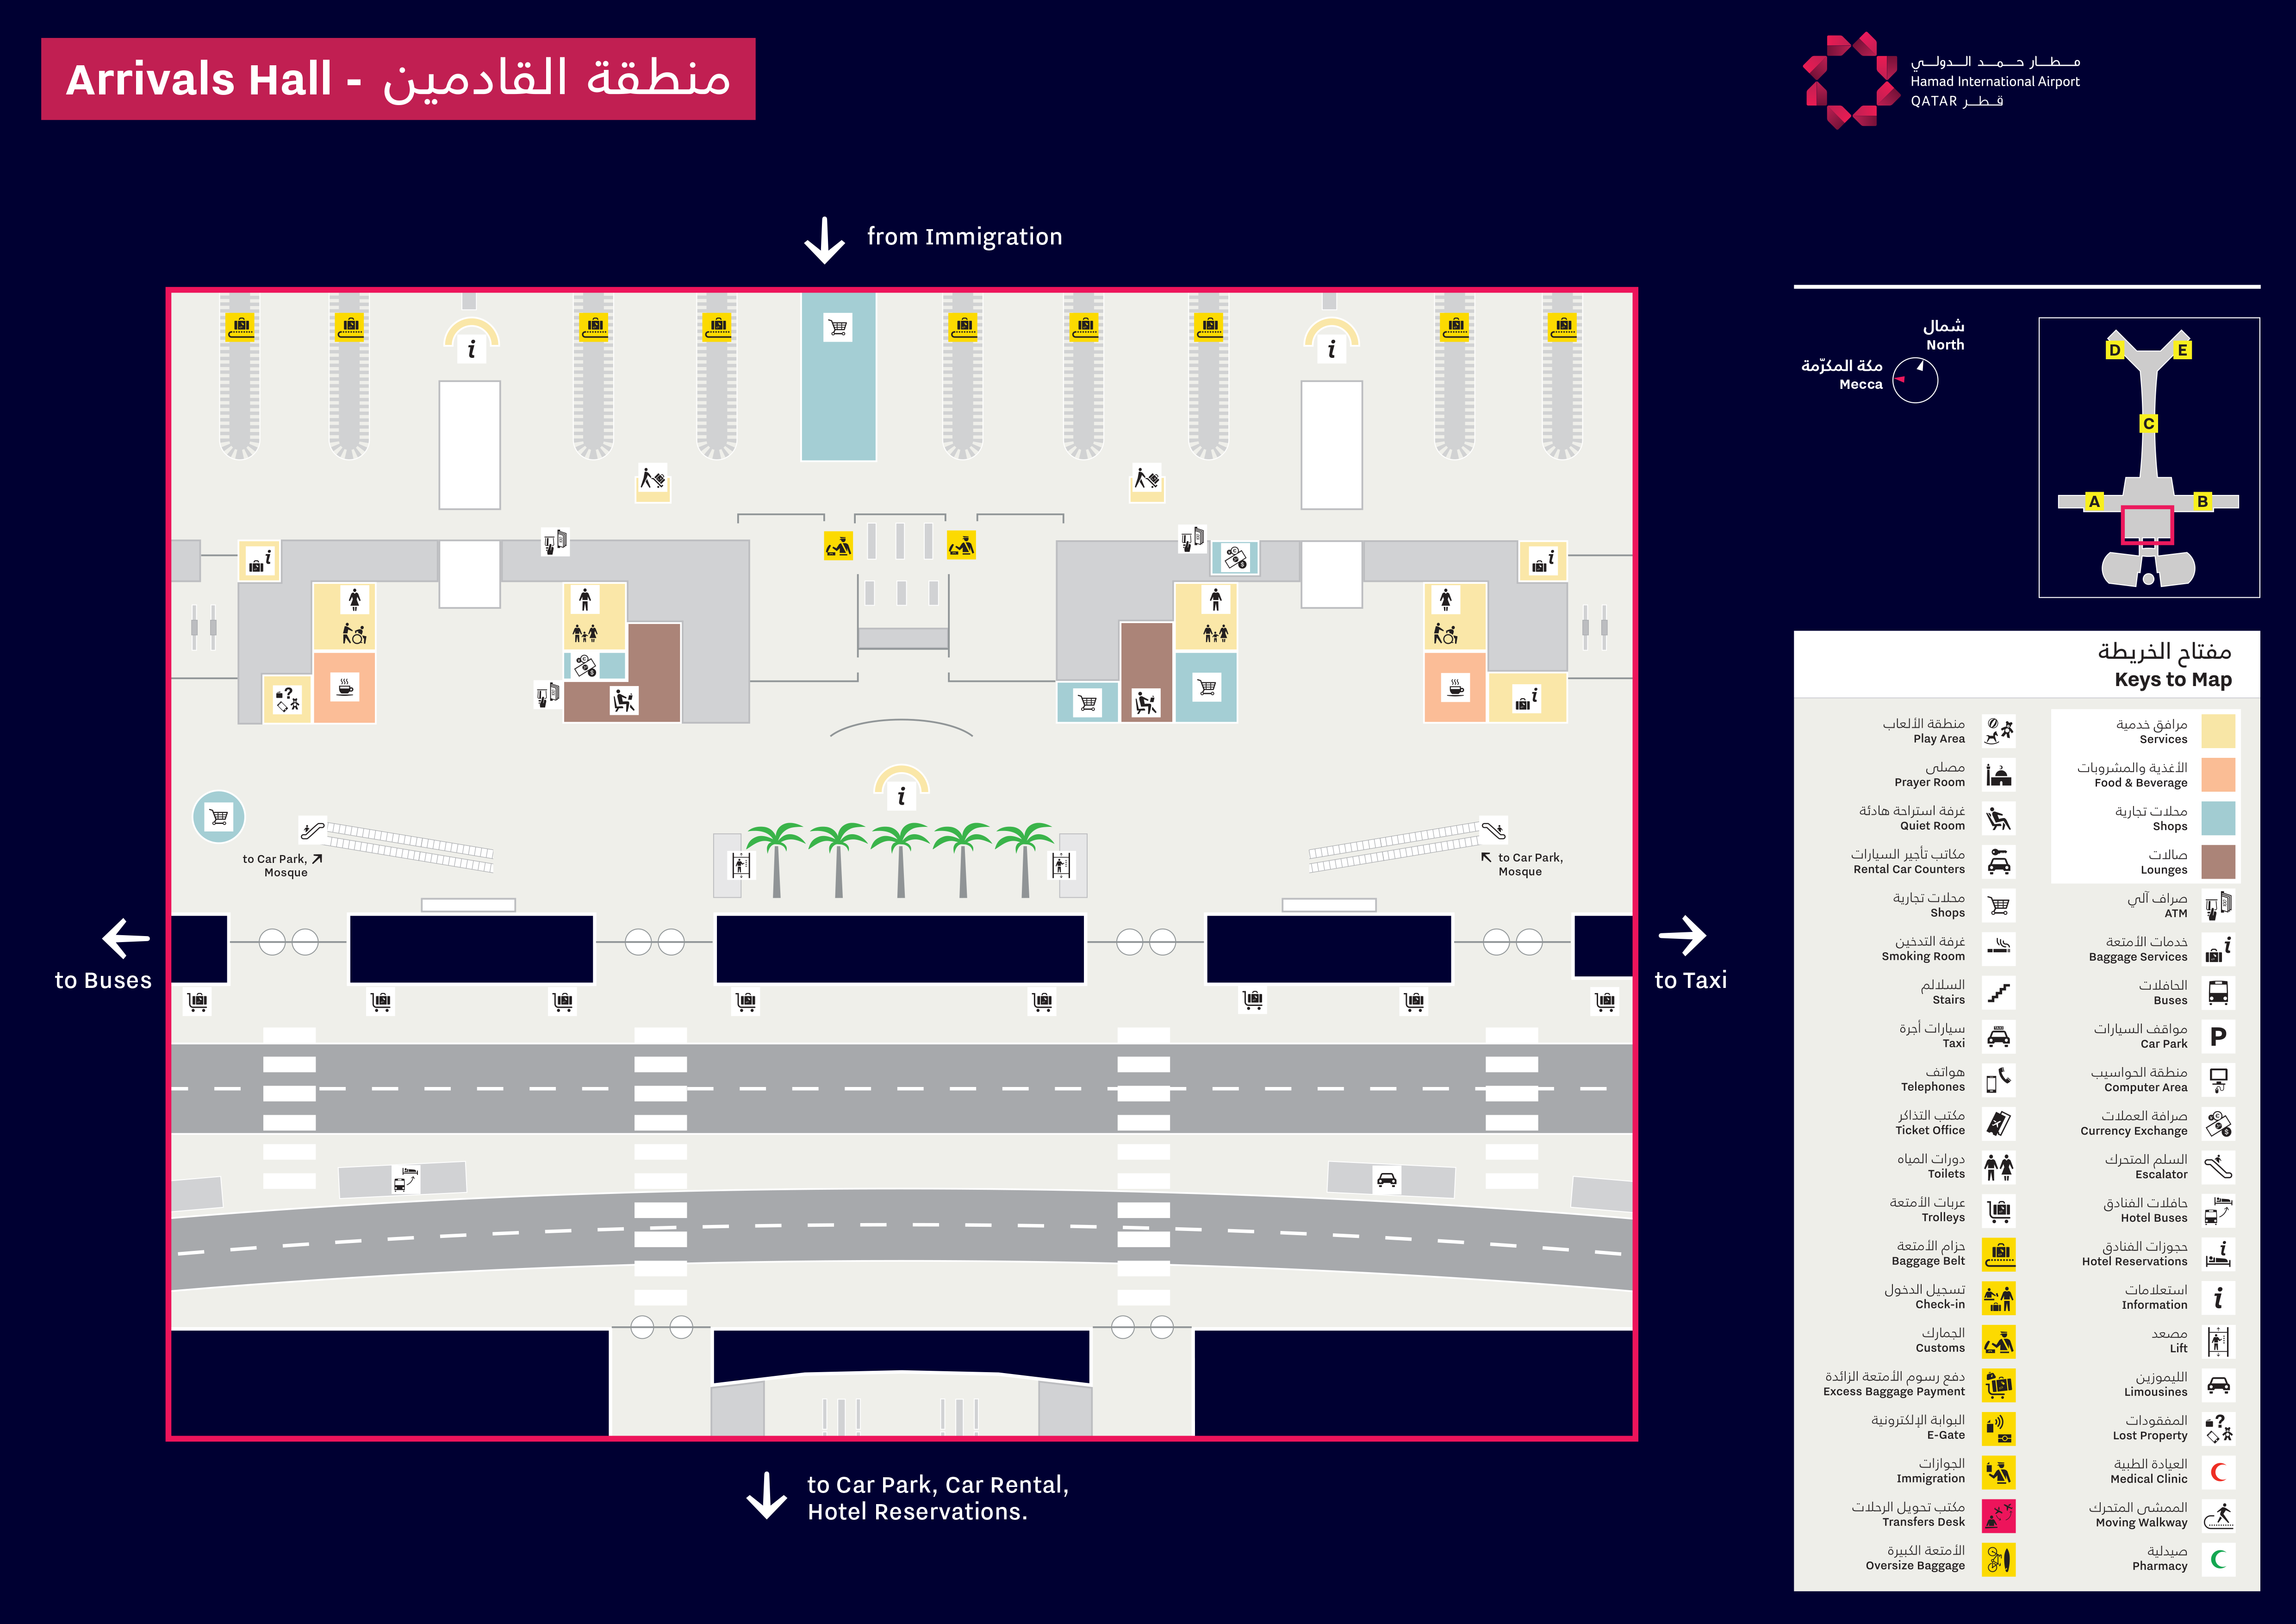 Arrivals Hall - منطقة القادمين
مطار حمد الدولي
Hamad International Airport
QATAR قطر
from Immigration
شمال
North
مكة المكرّمة
Mecca
D
E
C
A
B
to Car Park,
Mosque
to Car Park,
Mosque
to Buses
to Taxi
to Car Park, Car Rental,
Hotel Reservations.
مفتاح الخريطة
Keys to Map
مرافق خدمية
Services
الأغذية والمشروبات
Food & Beverage
محلات تجارية
Shops
صالات
Lounges
صراف آلي
ATM
خدمات الأمتعة
Baggage Services
الحافلات
Buses
مواقف السيارات
Car Park
P
منطقة الحواسيب
Computer Area
صرافة العملات
Currency Exchange
السلم المتحرك
Escalator
حافلات الفنادق
Hotel Buses
حجوزات الفنادق
Hotel Reservations
استعلامات
Information
مصعد
Lift
الليموزين
Limousines
المفقودات
Lost Property
العيادة الطبية
Medical Clinic
الممشى المتحرك
Moving Walkway
صيدلية
Pharmacy
منطقة الألعاب
Play Area
مصلى
Prayer Room
غرفة استراحة هادئة
Quiet Room
مكاتب تأجير السيارات
Rental Car Counters
محلات تجارية
Shops
غرفة التدخين
Smoking Room
السلالم
Stairs
سيارات أجرة
Taxi
هواتف
Telephones
مكتب التذاكر
Ticket Office
دورات المياه
Toilets
عربات الأمتعة
Trolleys
حزام الأمتعة
Baggage Belt
تسجيل الدخول
Check-in
الجمارك
Customs
دفع رسوم الأمتعة الزائدة
Excess Baggage Payment
البوابة الإلكترونية
E-Gate
الجوازات
Immigration
مكتب تحويل الرحلات
Transfers Desk
الأمتعة الكبيرة
Oversize Baggage